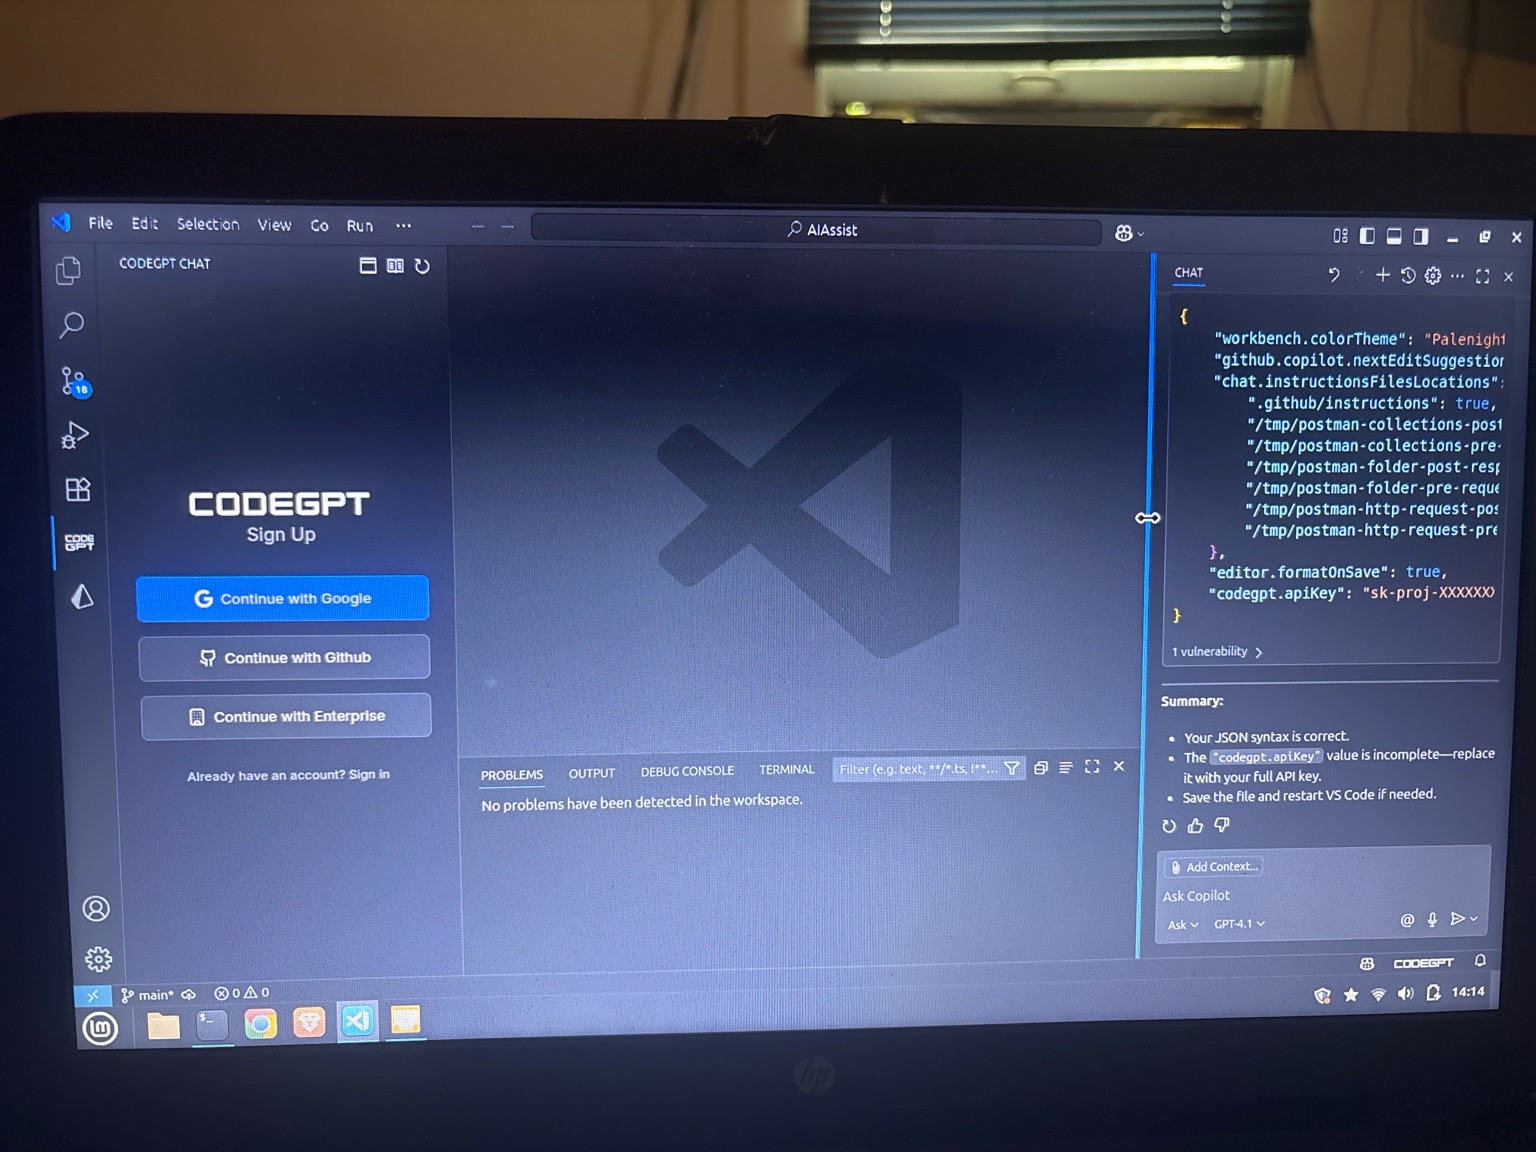 File Edit Selection View Go Run ...
AIAssist
CODEGPT CHAT
18
CODE
GPT
CODEGPT
Sign Up
Continue with Google
Continue with Github
Continue with Enterprise
Already have an account? Sign in
PROBLEMS OUTPUT DEBUG CONSOLE TERMINAL
Filter (e.g. text, **/*.ts, !**...
No problems have been detected in the workspace.
CHAT
{
"workbench.colorTheme": "Palenight
"github.copilot.nextEditSuggestion
"chat.instructionsFilesLocations":
".github/instructions": true,
"/tmp/postman-collections-post
"/tmp/postman-collections-pre-
"/tmp/postman-folder-post-resp
"/tmp/postman-folder-pre-reque
"/tmp/postman-http-request-pos
"/tmp/postman-http-request-pre
},
"editor.formatOnSave": true,
"codegpt.apiKey": "sk-proj-XXXXXX
}
1 vulnerability
Summary:
• Your JSON syntax is correct.
• The "codegpt.apiKey" value is incomplete—replace
it with your full API key.
• Save the file and restart VS Code if needed.
Add Context...
Ask Copilot
Ask GPT-4.1
@
CODEGPT
main* 0 0
14:14
$_
hp